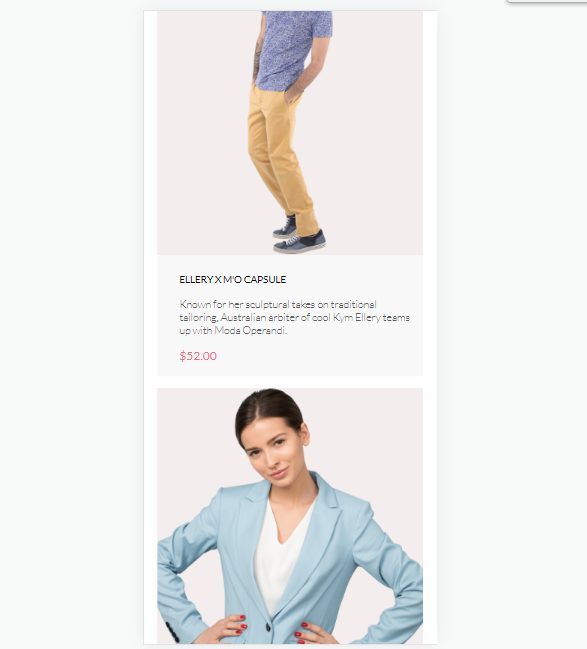 ELLERY X M'O CAPSULE
Known for her sculptural takes on traditional
tailoring, Australian arbiter of cool Kym Ellery teams
up with Moda Operandi.
$52.00